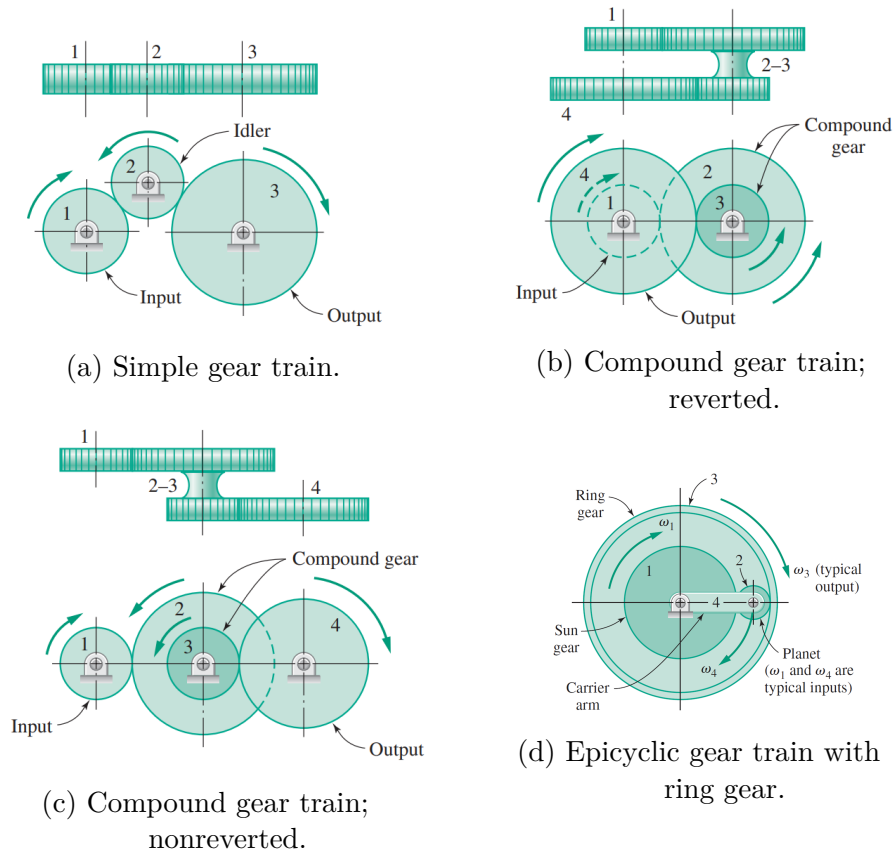 1
2
3
Idler
2
3
1
Input
Output
(a) Simple gear train.
1
2–3
4
Compound
gear
4
2
1
3
Input
Output
(b) Compound gear train;
reverted.
1
2–3
4
Compound gear
2
4
1
3
Input
Output
(c) Compound gear train;
nonreverted.
3
Ring
gear
ω1
2
ω3 (typical
output)
1
4
Sun
gear
Planet
(ω1 and ω4 are
typical inputs)
ω4
Carrier
arm
(d) Epicyclic gear train with
ring gear.